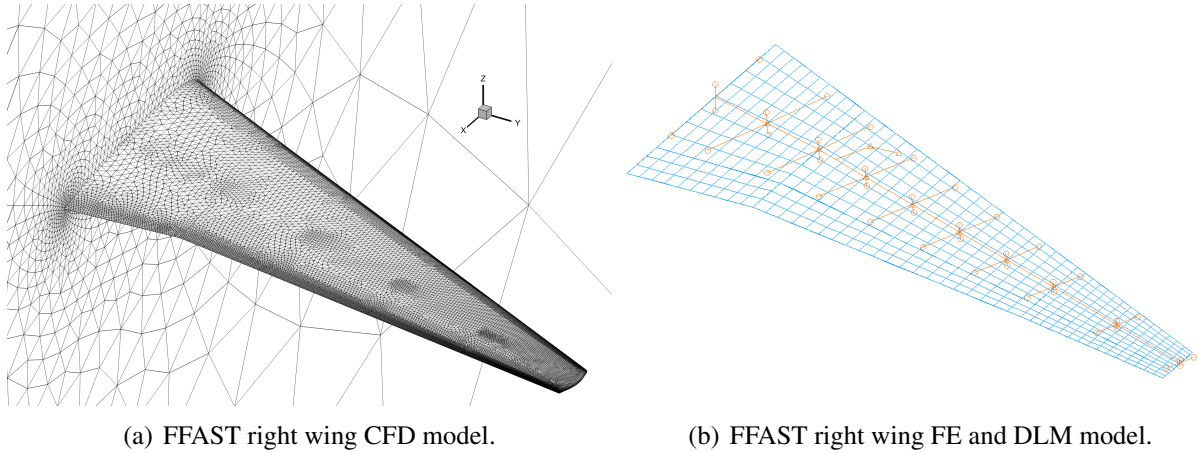 Z
X
Y
(a) FFAST right wing CFD model.
(b) FFAST right wing FE and DLM model.